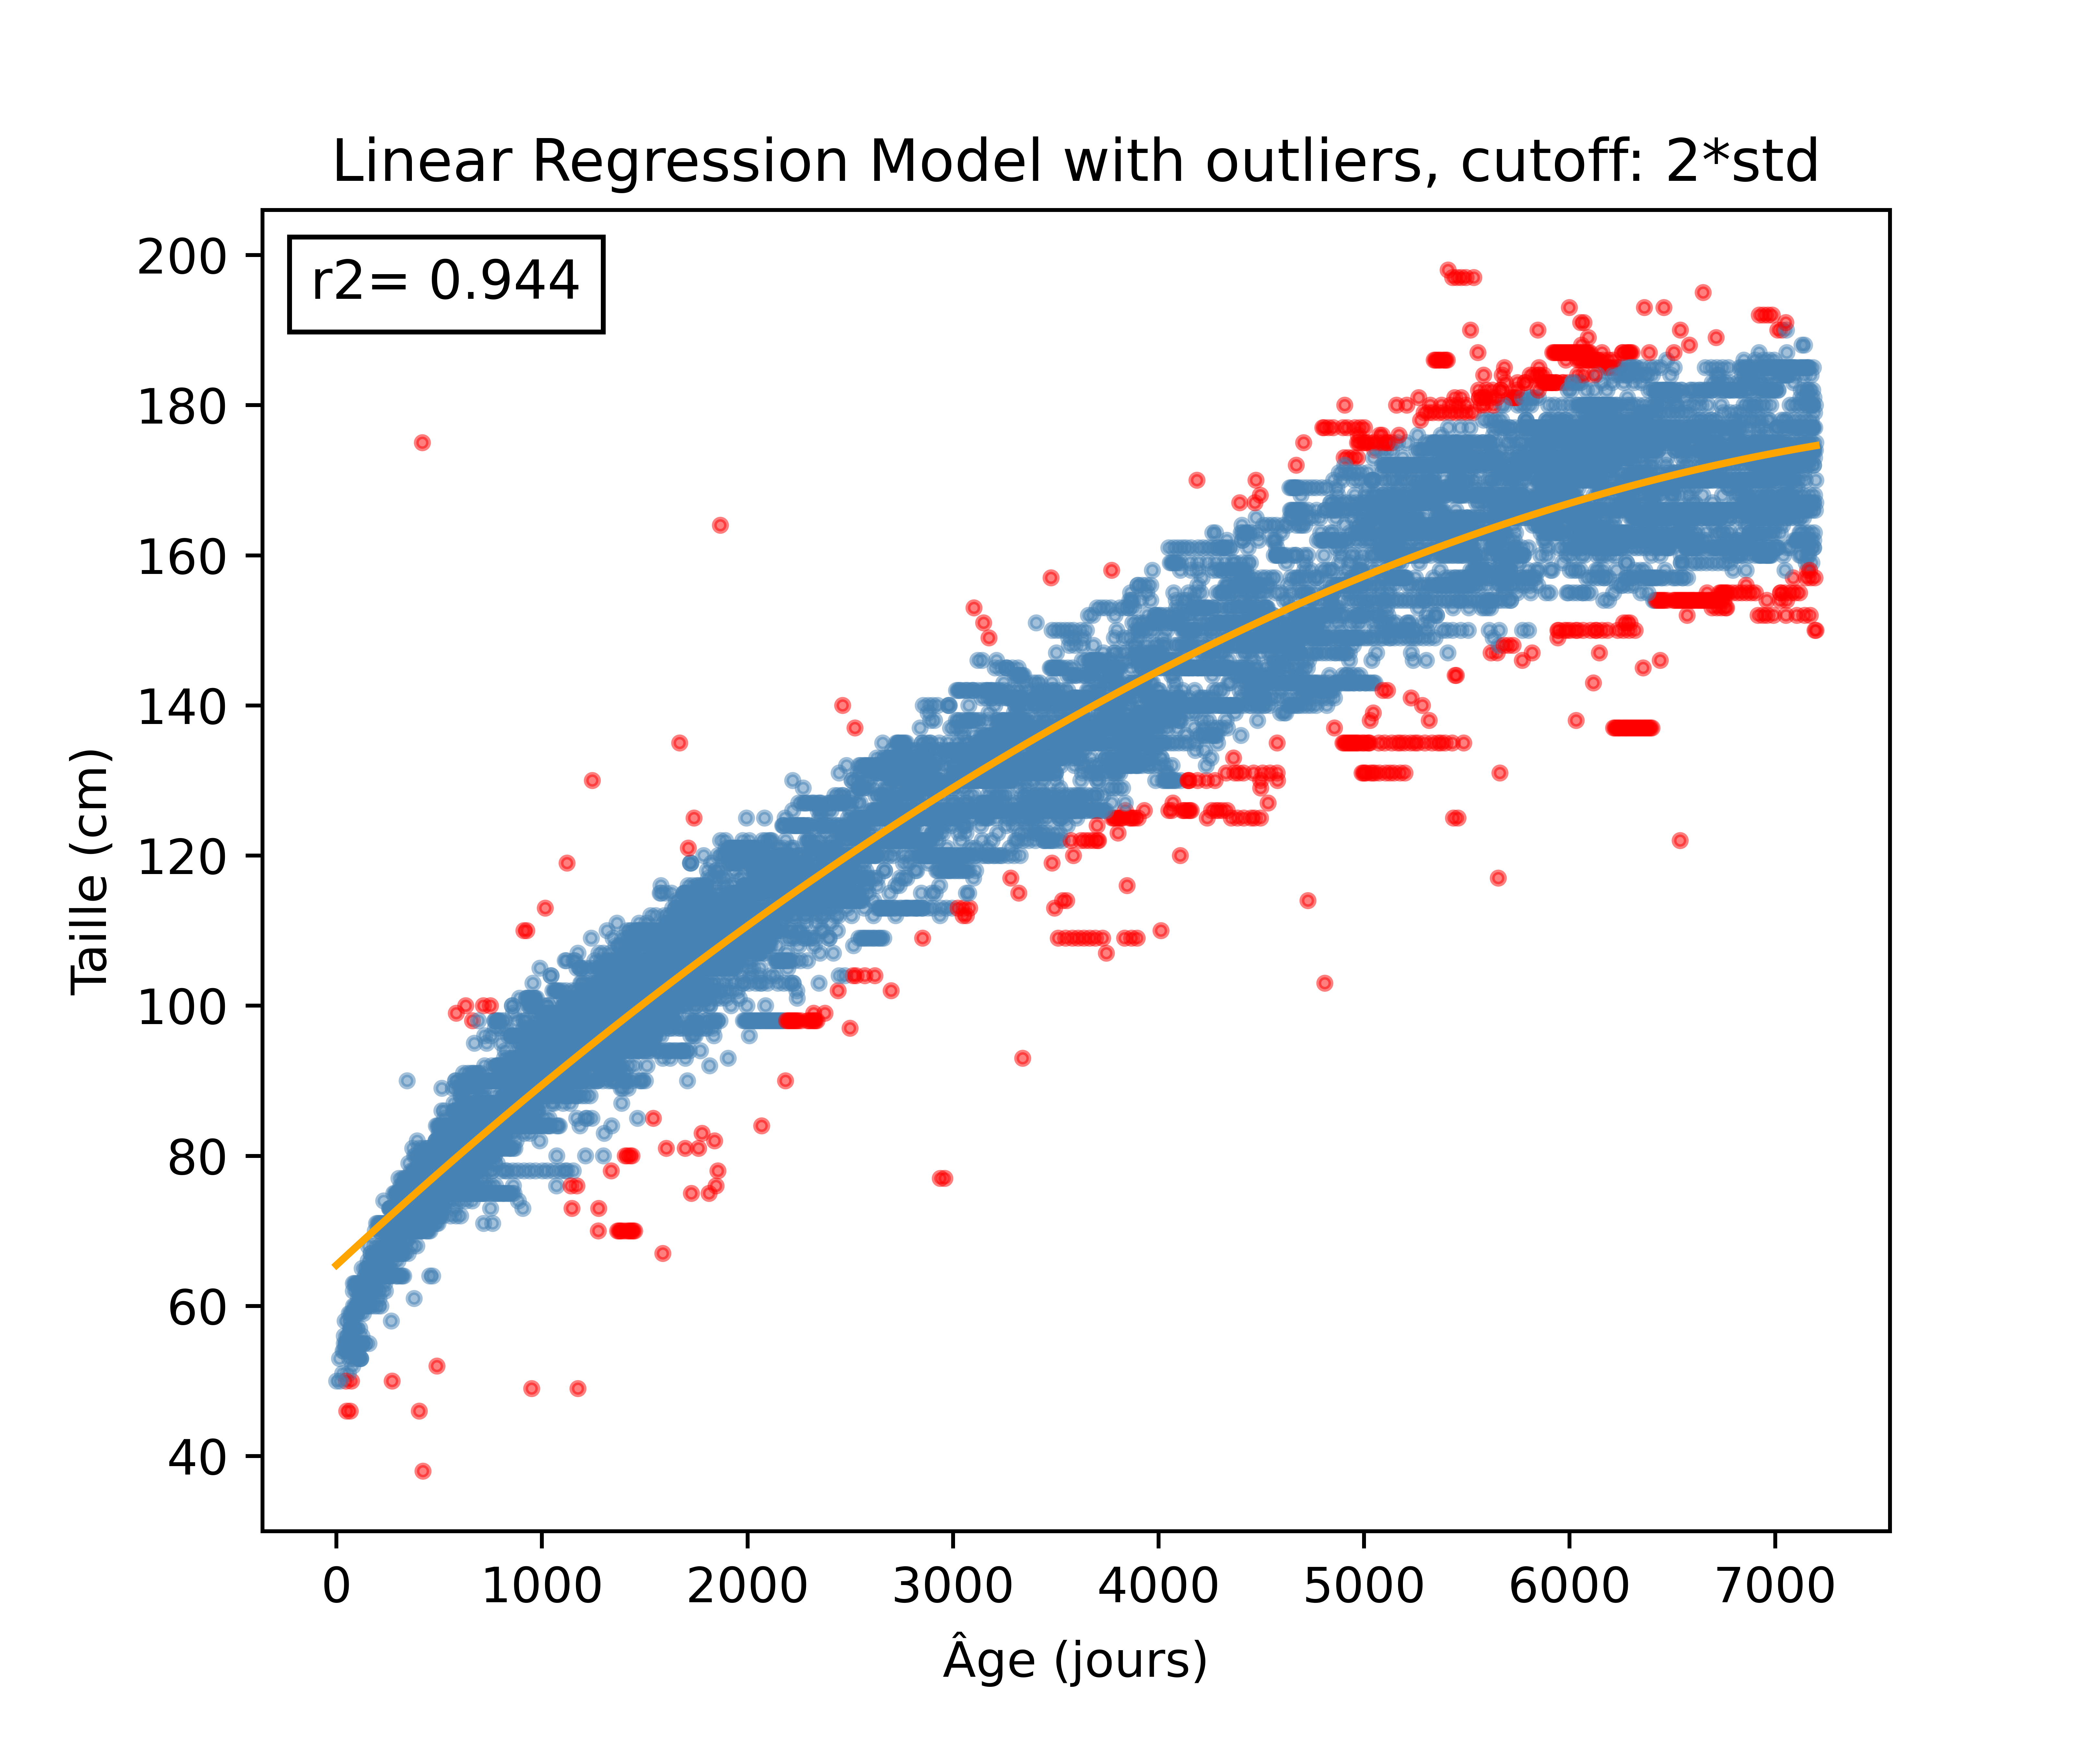 Linear Regression Model with outliers, cutoff: 2*std
r2= 0.944
200
180
160
140
120
100
80
60
40
Taille (cm)
0 1000 2000 3000 4000 5000 6000 7000
Âge (jours)